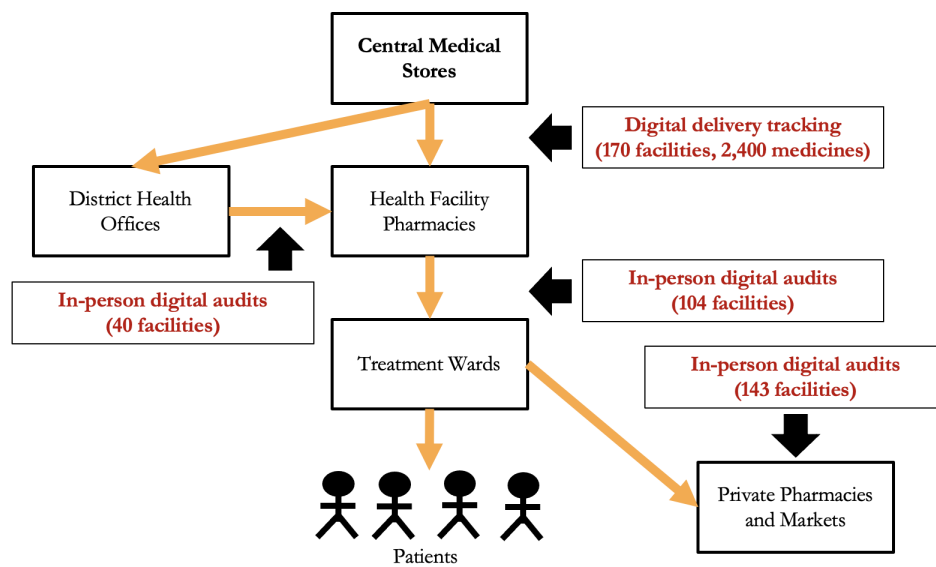 Central Medical
Stores
Digital delivery tracking
(170 facilities, 2,400 medicines)
District Health
Offices
Health Facility
Pharmacies
In-person digital audits
(40 facilities)
In-person digital audits
(104 facilities)
Treatment Wards
In-person digital audits
(143 facilities)
Private Pharmacies
and Markets
Patients